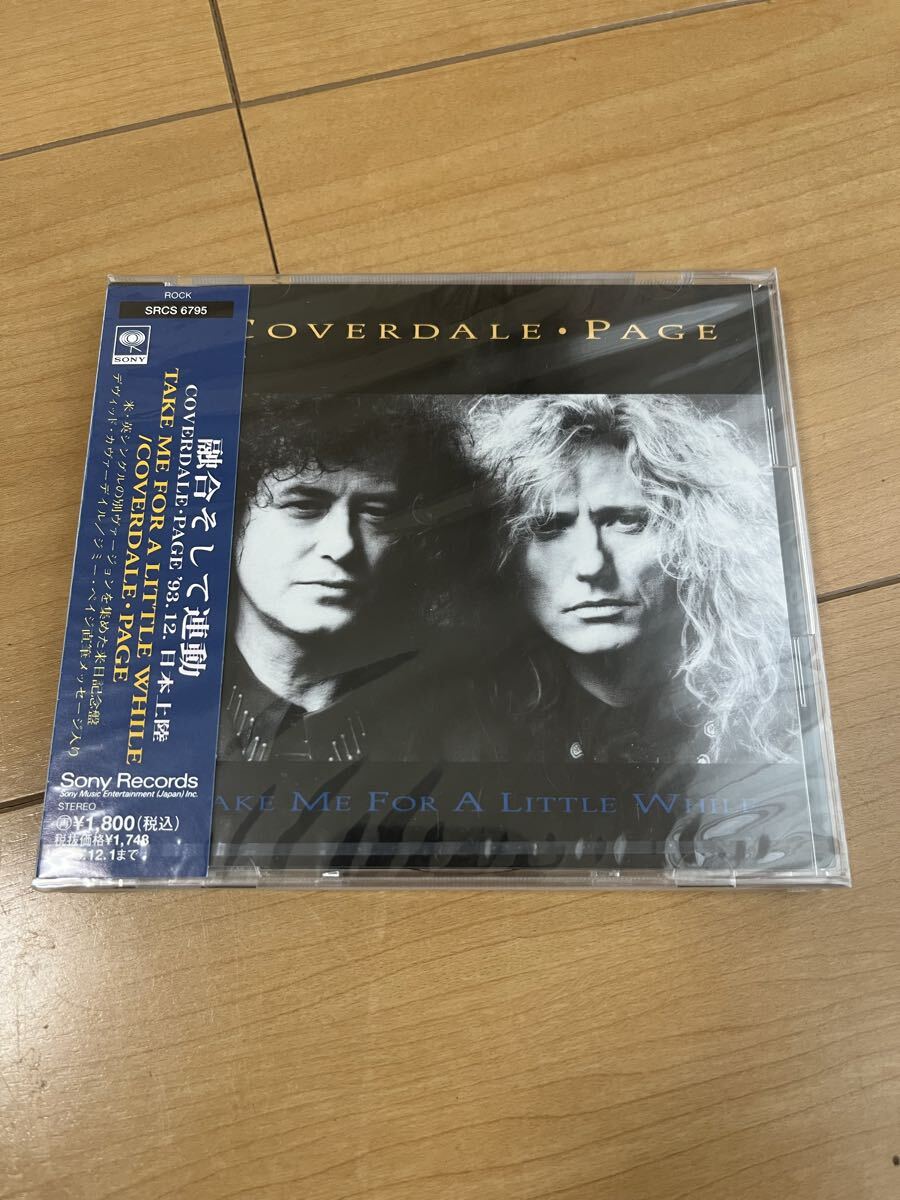 ROCK
SRCS 6795
SONY
融合そして連動
COVERDALE・PAGE '93.12. 日本上陸
TAKE ME FOR A LITTLE WHILE
/COVERDALE・PAGE
米・英シングルの別ヴァージョンを集めた来日記念盤
デヴィッド・カヴァーデイル/ジミー・ペイジ直筆メッセージ入り
Sony Records
Sony Music Entertainment (Japan) Inc.
STEREO
¥1,800(税込)
税抜価格¥1,748
.12.1まで
COVERDALE • PAGE
TAKE ME FOR A LITTLE WHILE